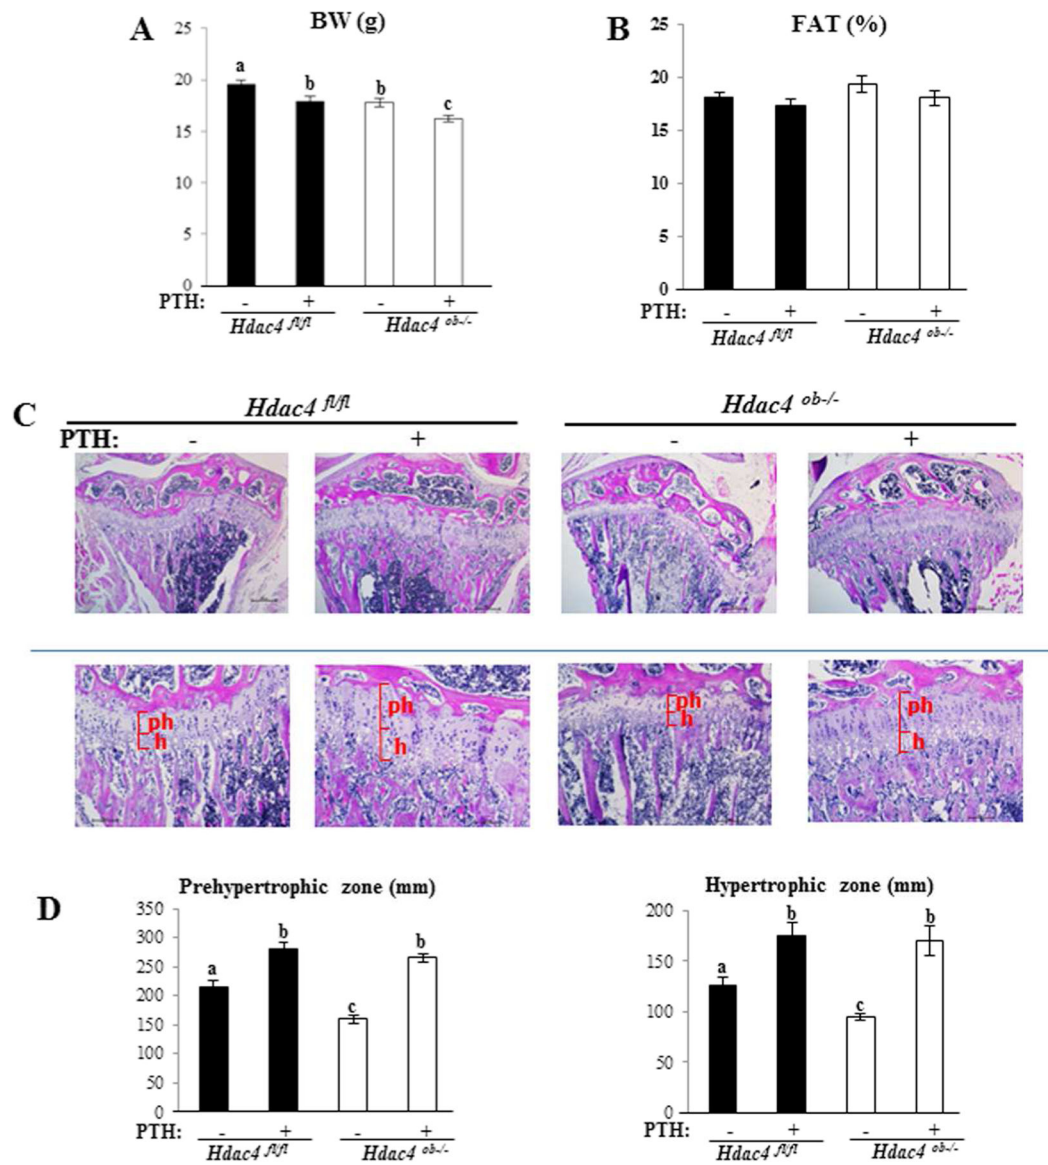 A
BW (g)
25
20
15
10
5
0
a
b
b
c
PTH:
-
+
-
+
Hdac4 fl/fl
Hdac4 ob-/-
B
FAT (%)
25
20
15
10
25
0
-
+
-
+
Hdac4 fl/fl
Hdac4 ob-/-
C
Hdac4 fl/fl
Hdac4 ob-/-
PTH:
-
+
-
+
ph
h
ph
h
ph
h
ph
h
D
Prehypertrophic zone (mm)
350
300
250
200
150
100
50
0
a
b
c
b
PTH:
-
+
-
+
Hdac4 fl/fl
Hdac4 ob-/-
Hypertrophic zone (mm)
200
150
100
50
0
a
b
c
b
-
+
-
+
Hdac4 fl/fl
Hdac4 ob-/-